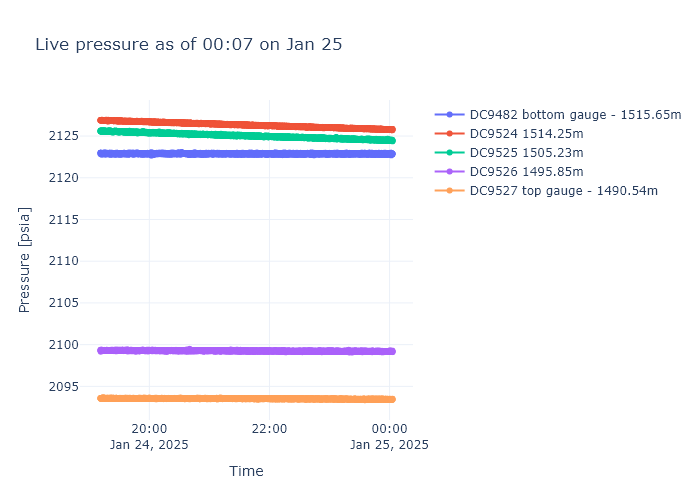 Live pressure as of 00:07 on Jan 25
DC9482 bottom gauge - 1515.65m
DC9524 1514.25m
DC9525 1505.23m
DC9526 1495.85m
DC9527 top gauge - 1490.54m
Pressure [psia]
2125
2120
2115
2110
2105
2100
2095
20:00
Jan 24, 2025
22:00
00:00
Jan 25, 2025
Time